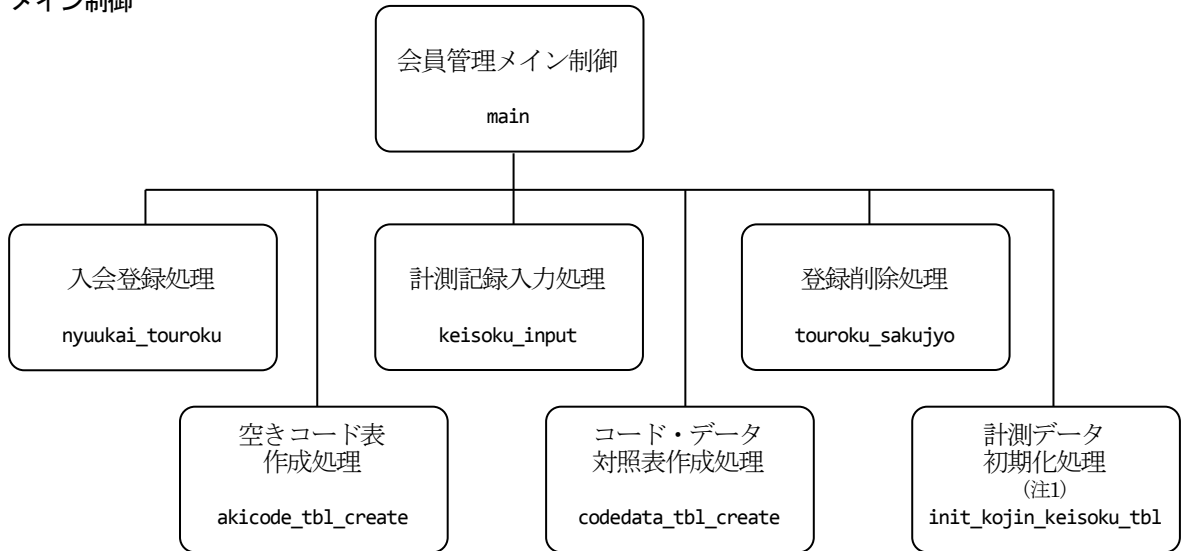 メイン制御
会員管理メイン制御
main
入会登録処理
nyuukai_touroku
計測記録入力処理
keisoku_input
登録削除処理
touroku_sakujyo
空きコード表
作成処理
akicode_tbl_create
コード・データ
対照表作成処理
codedata_tbl_create
計測データ
初期化処理
（注1）
init_kojin_keisoku_tbl